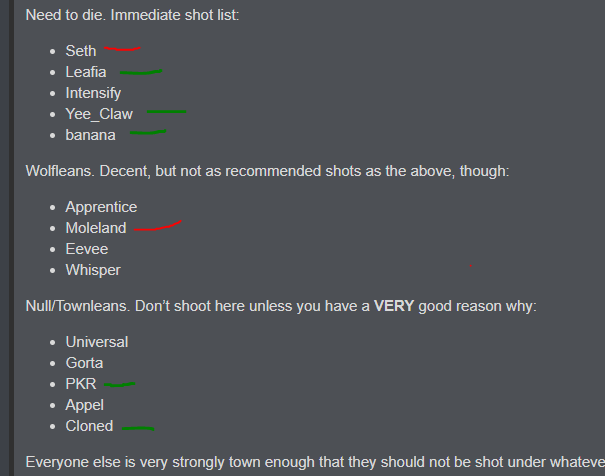 Need to die. Immediate shot list:
Seth
Leafia
Intensify
Yee_Claw
banana
Wolfleans. Decent, but not as recommended shots as the above, though:
Apprentice
Moleland
Eevee
Whisper
Null/Townleans. Don’t shoot here unless you have a VERY good reason why:
Universal
Gorta
PKR
Appel
Cloned
Everyone else is very strongly town enough that they should not be shot under whateve